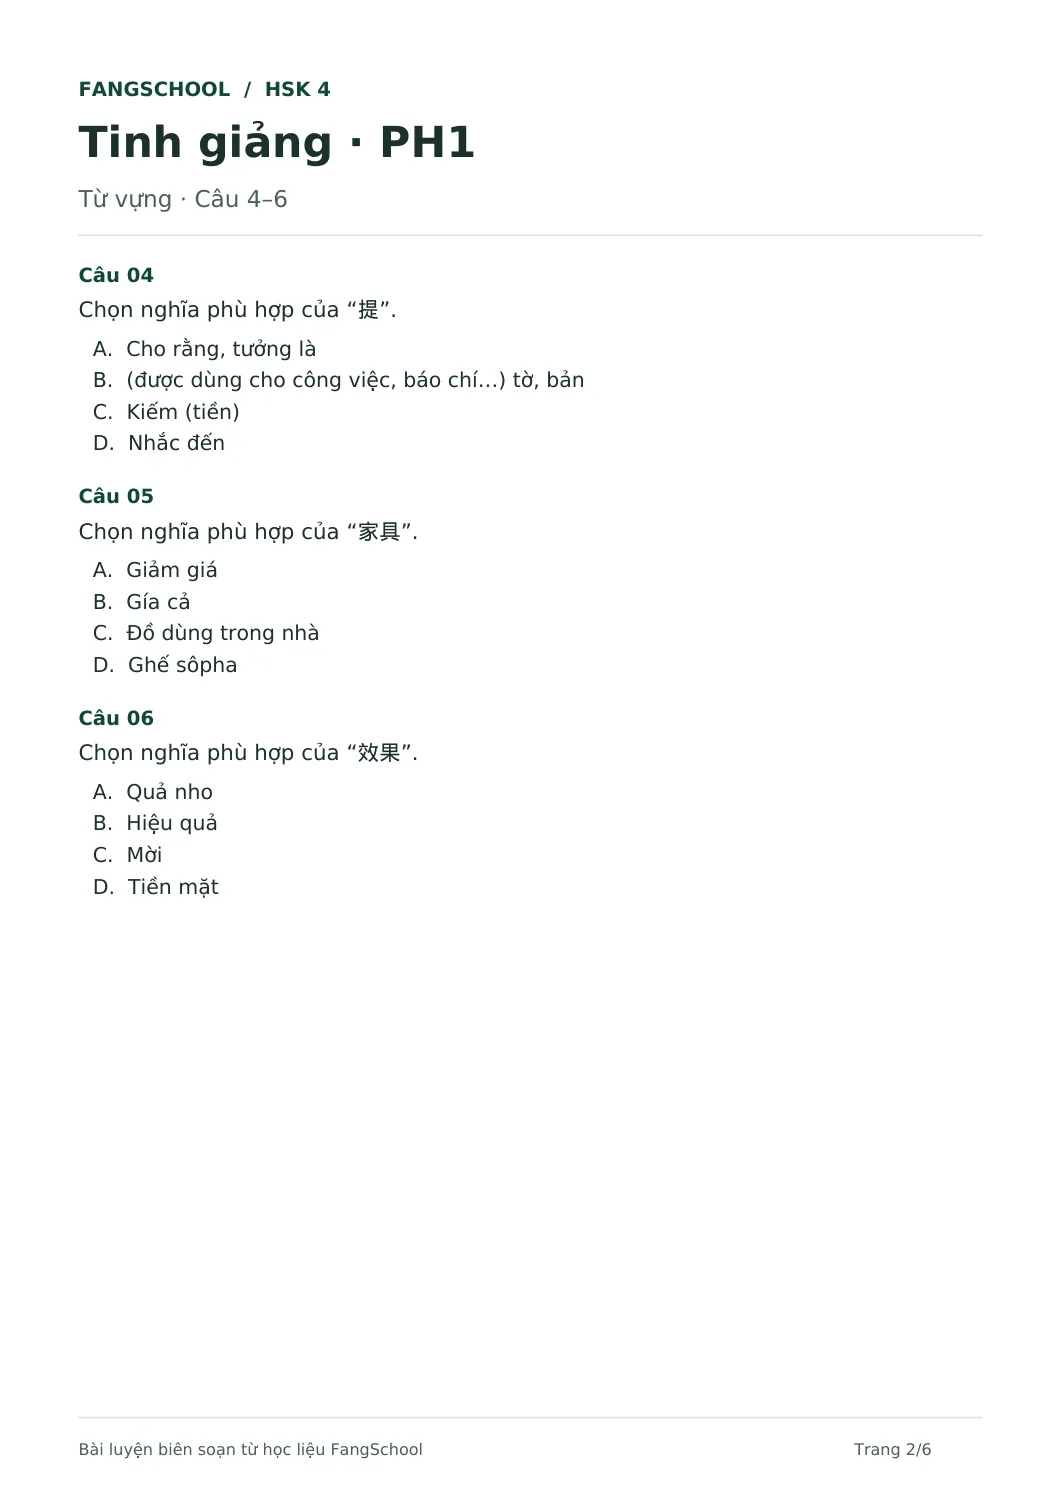 FANGSCHOOL / HSK 4
Tinh giảng · PH1
Từ vựng · Câu 4–6
Câu 04
Chọn nghĩa phù hợp của “提”.
A. Cho rằng, tưởng là
B. (được dùng cho công việc, báo chí…) tờ, bản
C. Kiếm (tiền)
D. Nhắc đến
Câu 05
Chọn nghĩa phù hợp của “家具”.
A. Giảm giá
B. Gía cả
C. Đồ dùng trong nhà
D. Ghế sôpha
Câu 06
Chọn nghĩa phù hợp của “效果”.
A. Quả nho
B. Hiệu quả
C. Mời
D. Tiền mặt
Bài luyện biên soạn từ học liệu FangSchool
Trang 2/6